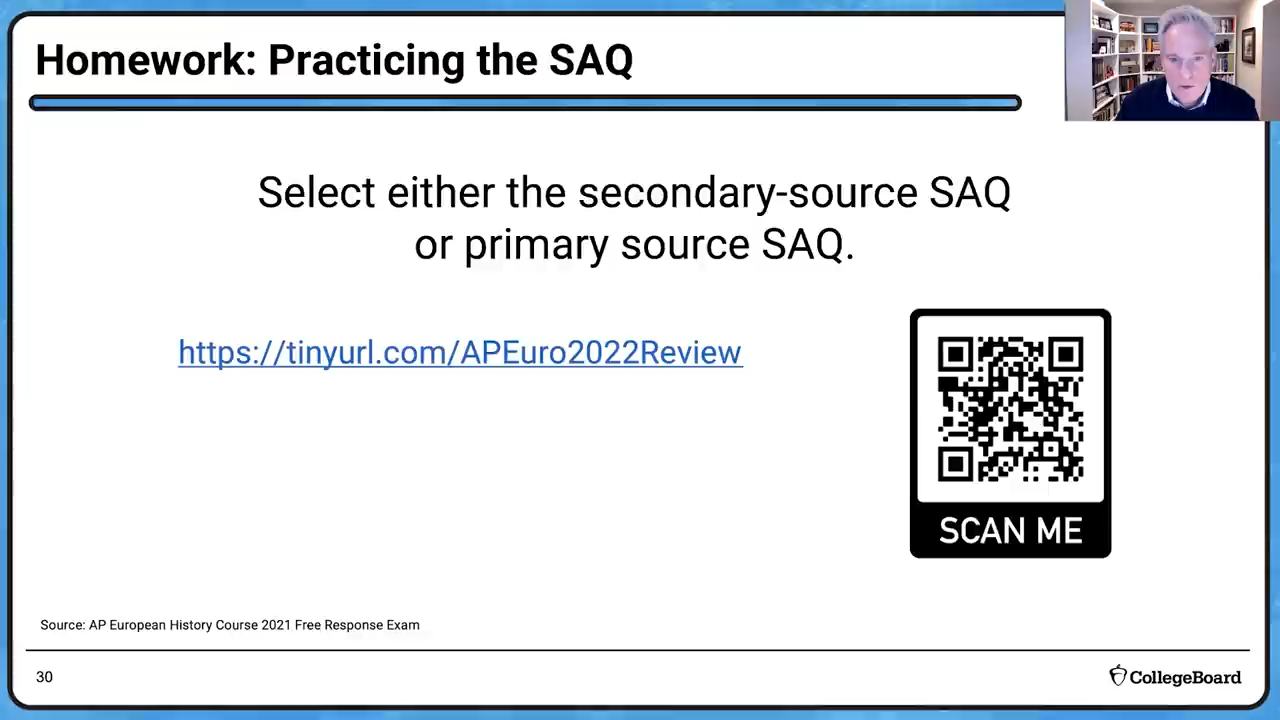 Homework: Practicing the SAQ
Select either the secondary-source SAQ
or primary source SAQ.
https://tinyurl.com/APEuro2022Review
SCAN ME
Source: AP European History Course 2021 Free Response Exam
30
CollegeBoard